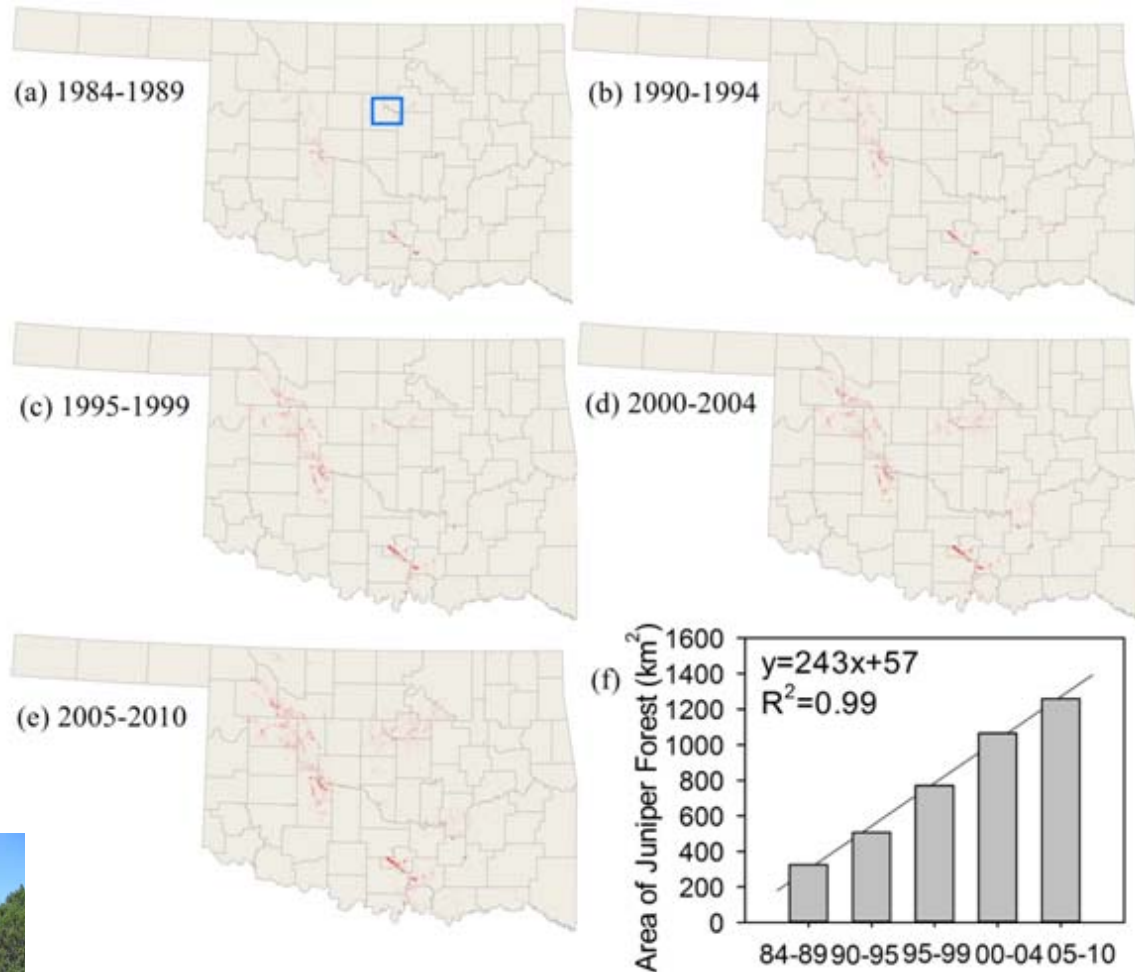 (a) 1984-1989
(b) 1990-1994
(c) 1995-1999
(d) 2000-2004
(e) 2005-2010
(f)
Area of Juniper Forest (km²)
1600
1400
1200
1000
800
600
400
200
0
y=243x+57
R²=0.99
84-89 90-95 95-99 00-04 05-10